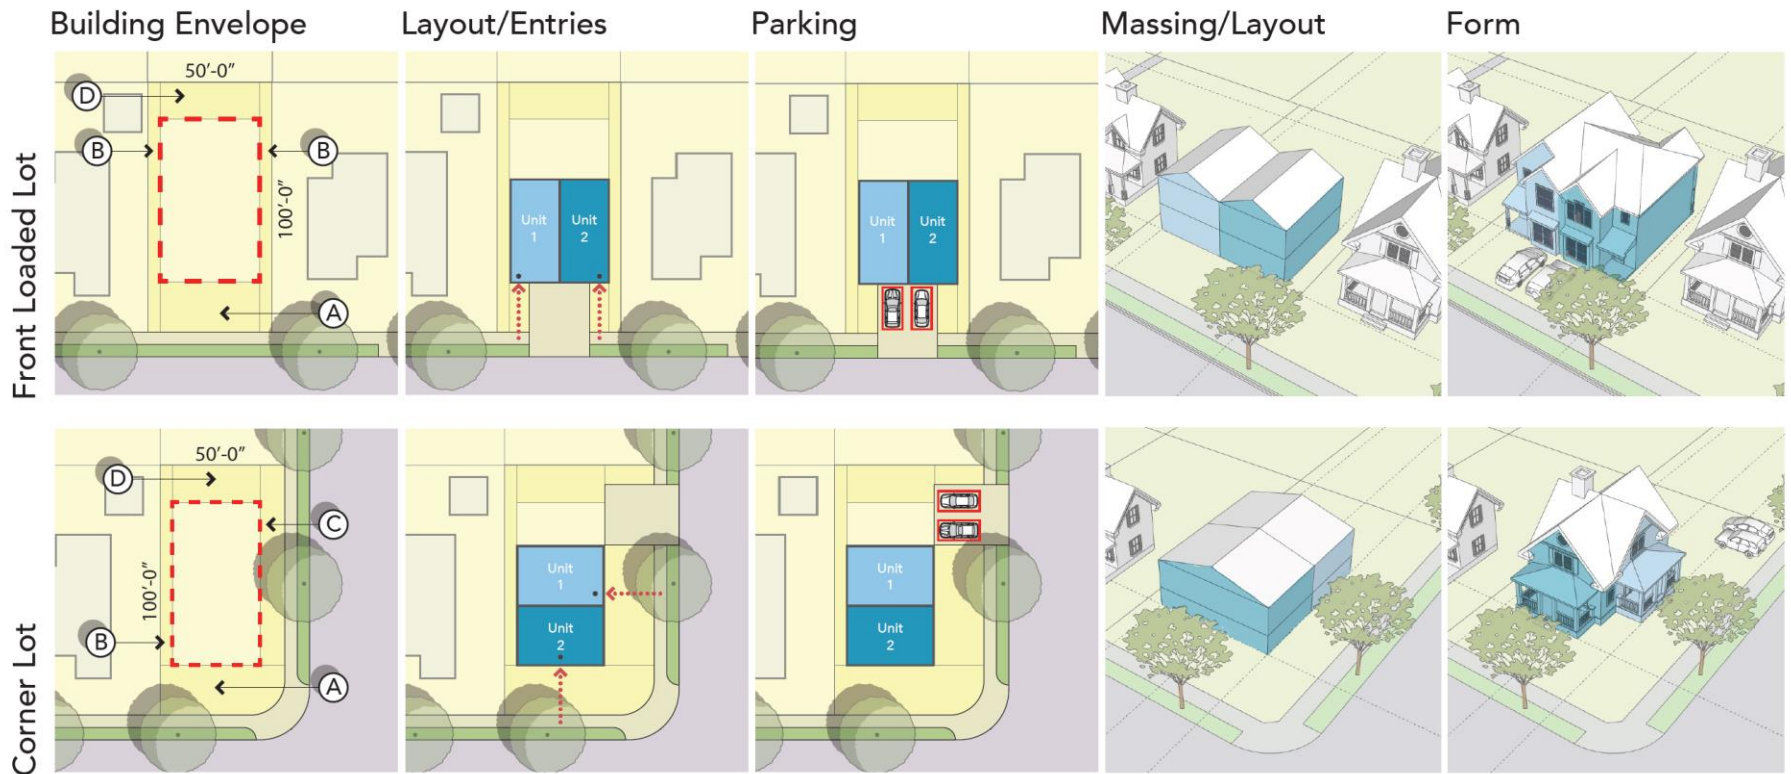 Building Envelope
Layout/Entries
Parking
Massing/Layout
Form
Front Loaded Lot
50'-0"
D
B
B
100'-0"
A
Unit
1
Unit
2
Unit
1
Unit
2
Corner Lot
50'-0"
D
C
100'-0"
B
A
Unit
1
Unit
2
Unit
1
Unit
2